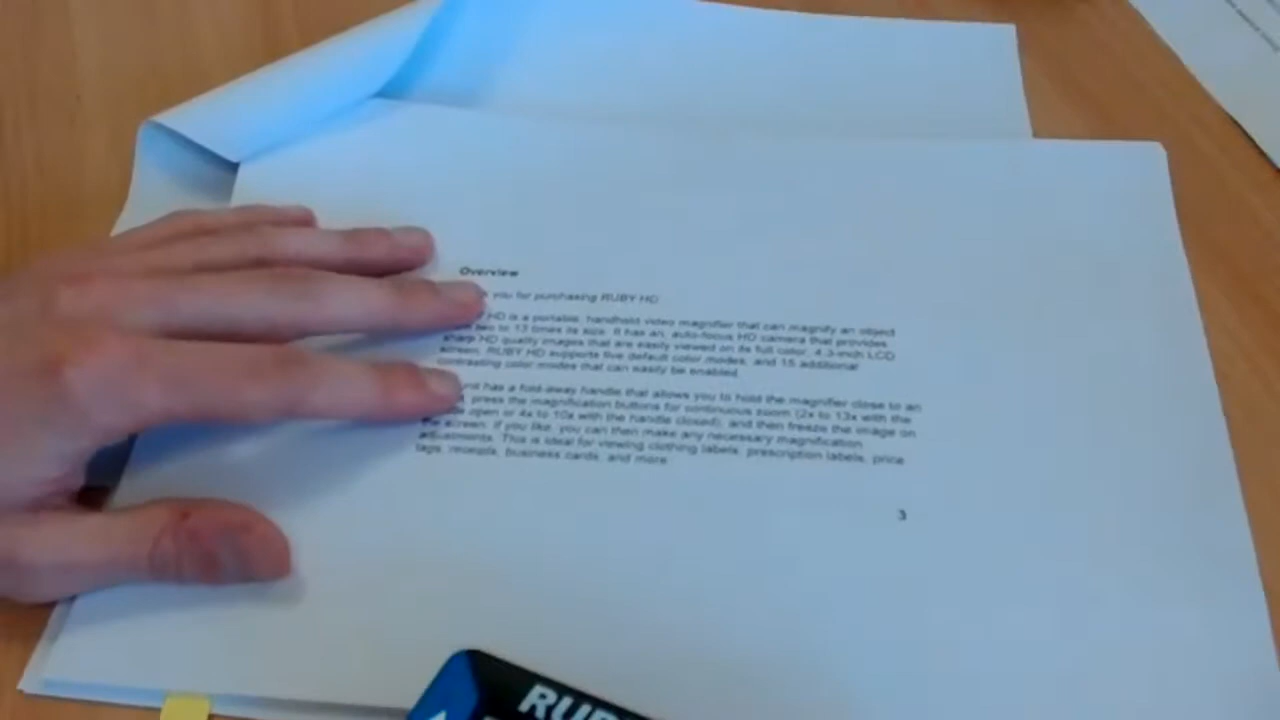 Overview
you for purchasing RUBY HD
HD is a portable, handheld video magnifier that can magnify an object
two to 13 times its size. It has an auto-focus HD camera that provides
sharp HD quality images that are easily viewed on its full color, 4.3-inch LCD
screen. RUBY HD supports five default color modes, and 15 additional
contrasting color modes that can easily be enabled.
unit has a fold-away handle that allows you to hold the magnifier close to an
press the magnification buttons for continuous zoom (2x to 13x with the
open or 4x to 10x with the handle closed), and then freeze the image on
the screen. If you like, you can then make any necessary magnification
adjustments. This is ideal for viewing clothing labels, prescription labels, price
tags, receipts, business cards, and more.
3
RUB